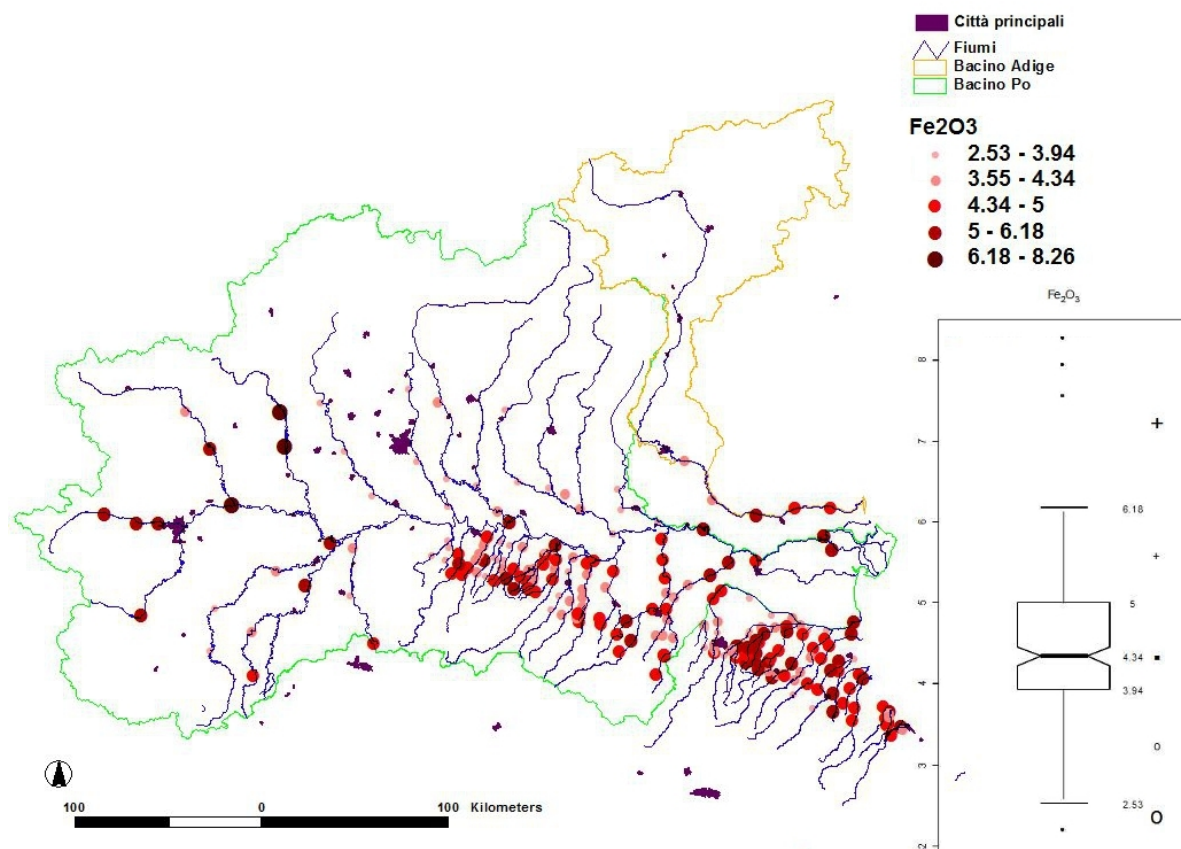 Città principali
Fiumi
Bacino Adige
Bacino Po
Fe2O3
2.53 - 3.94
3.55 - 4.34
4.34 - 5
5 - 6.18
6.18 - 8.26
Fe₂O₃
8
7
6
5
4
3
2
6.18
5
4.34
3.94
2.53
100 0 100 Kilometers